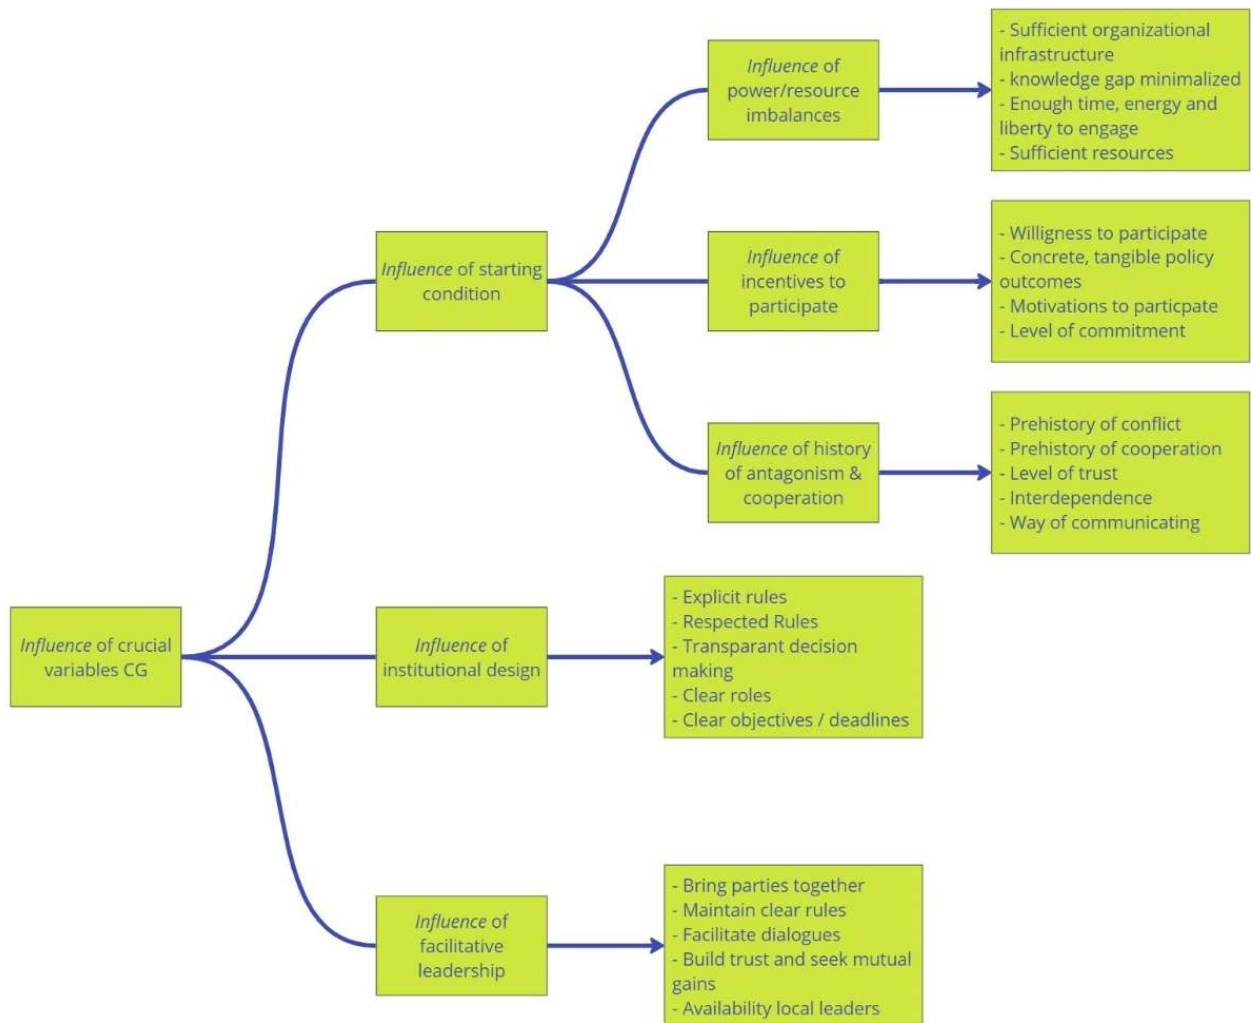 Influence of crucial
variables CG
Influence of starting
condition
Influence of
power/resource
imbalances
- Sufficient organizational
infrastructure
- knowledge gap minimalized
- Enough time, energy and
liberty to engage
- Sufficient resources
Influence of
incentives to
participate
- Willigness to participate
- Concrete, tangible policy
outcomes
- Motivations to particpate
- Level of commitment
Influence of history
of antagonism &
cooperation
- Prehistory of conflict
- Prehistory of cooperation
- Level of trust
- Interdependence
- Way of communicating
Influence of
institutional design
- Explicit rules
- Respected Rules
- Transparant decision
making
- Clear roles
- Clear objectives / deadlines
Influence of
facilitative
leadership
- Bring parties together
- Maintain clear rules
- Facilitate dialogues
- Build trust and seek mutual
gains
- Availability local leaders